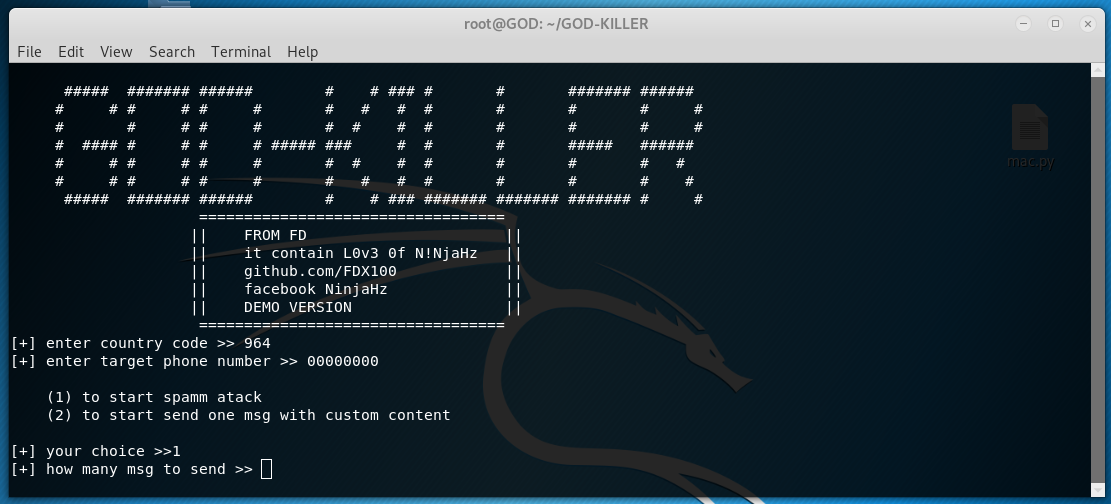 root@GOD: ~/GOD-KILLER
File Edit View Search Terminal Help
GOD-KILLER
==================================
|| FROM FD ||
|| it contain L0v3 0f N!NjaHz ||
|| github.com/FDX100 ||
|| facebook NinjaHz ||
|| DEMO VERSION ||
==================================
[+] enter country code >> 964
[+] enter target phone number >> 00000000
(1) to start spamm atack
(2) to start send one msg with custom content
[+] your choice >>1
[+] how many msg to send >>
mac.py